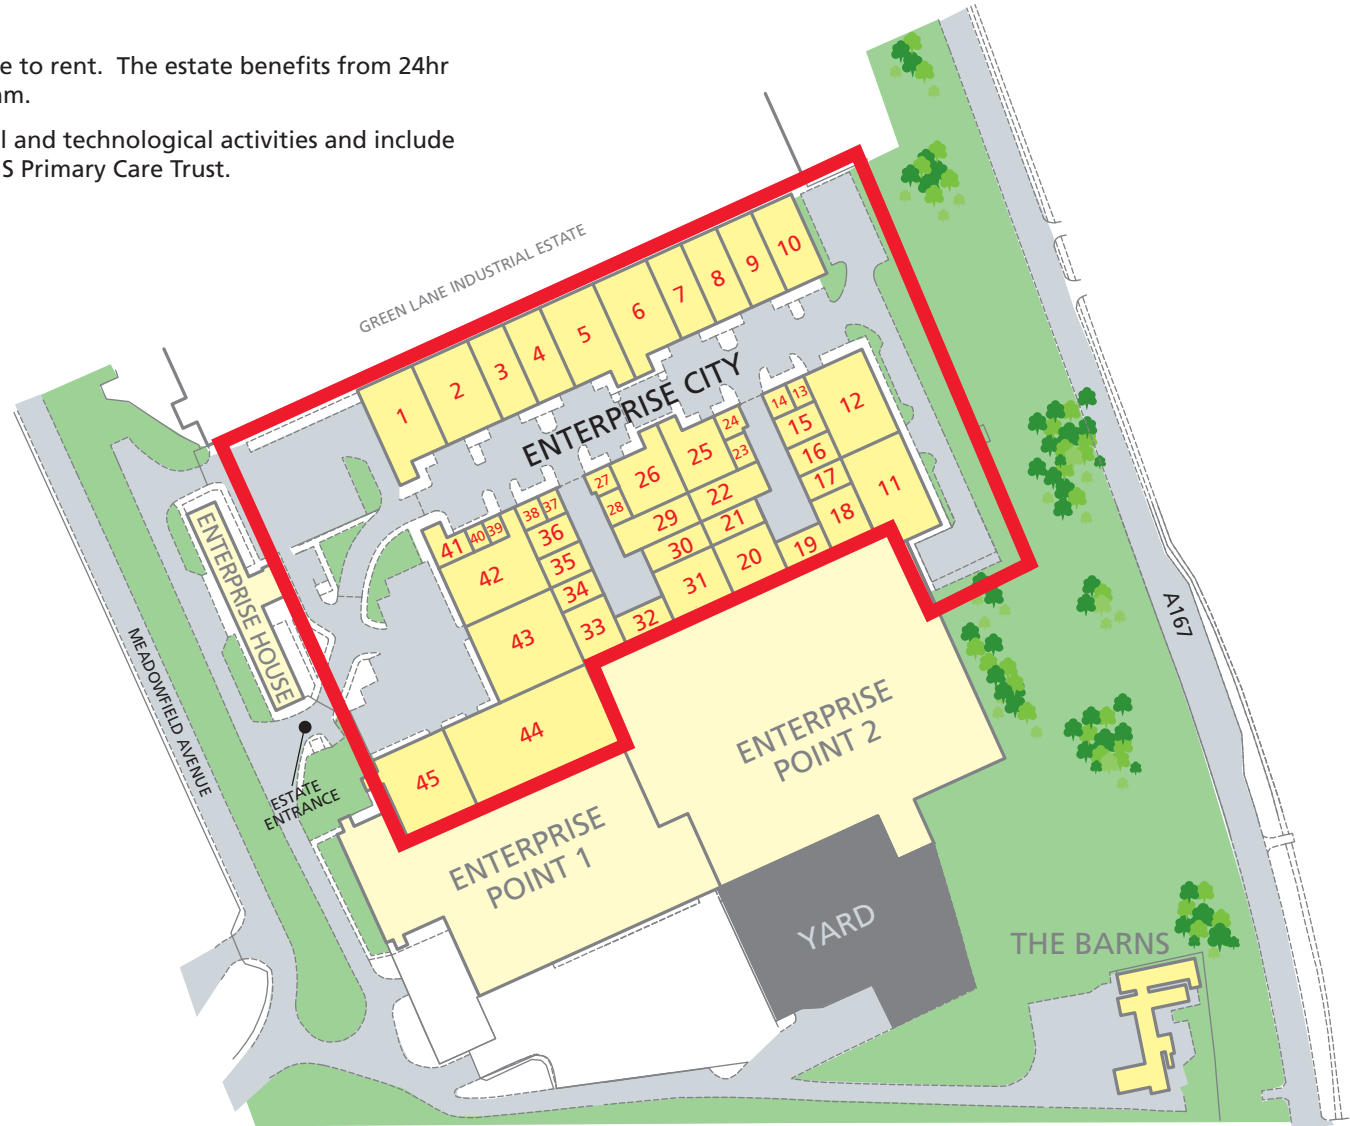 e to rent. The estate benefits from 24hr
am.
l and technological activities and include
S Primary Care Trust.
GREEN LANE INDUSTRIAL ESTATE
1
2
3
4
5
6
7
8
9
10
ENTERPRISE CITY
11
12
13
14
15
16
17
18
19
20
21
22
23
24
25
26
27
28
29
30
31
32
33
34
35
36
37
38
39
40
41
42
43
44
45
ENTERPRISE HOUSE
MEADOWFIELD AVENUE
ESTATE
ENTRANCE
ENTERPRISE
POINT 1
ENTERPRISE
POINT 2
YARD
THE BARNS
A167